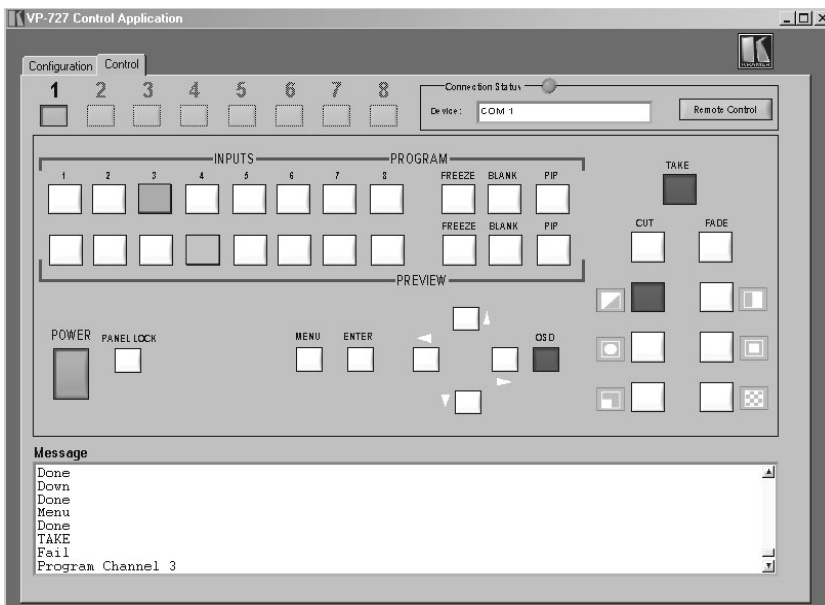 VP-727 Control Application
KRAMER
Configuration Control
1 2 3 4 5 6 7 8
Connection Status
Device: COM 1
Remote Control
INPUTS PROGRAM
1 2 3 4 5 6 7 8 FREEZE BLANK PIP
FREEZE BLANK PIP
PREVIEW
TAKE
CUT FADE
POWER PANEL LOCK MENU ENTER OSD
Message
Done
Down
Done
Menu
Done
TAKE
Fail
Program Channel 3